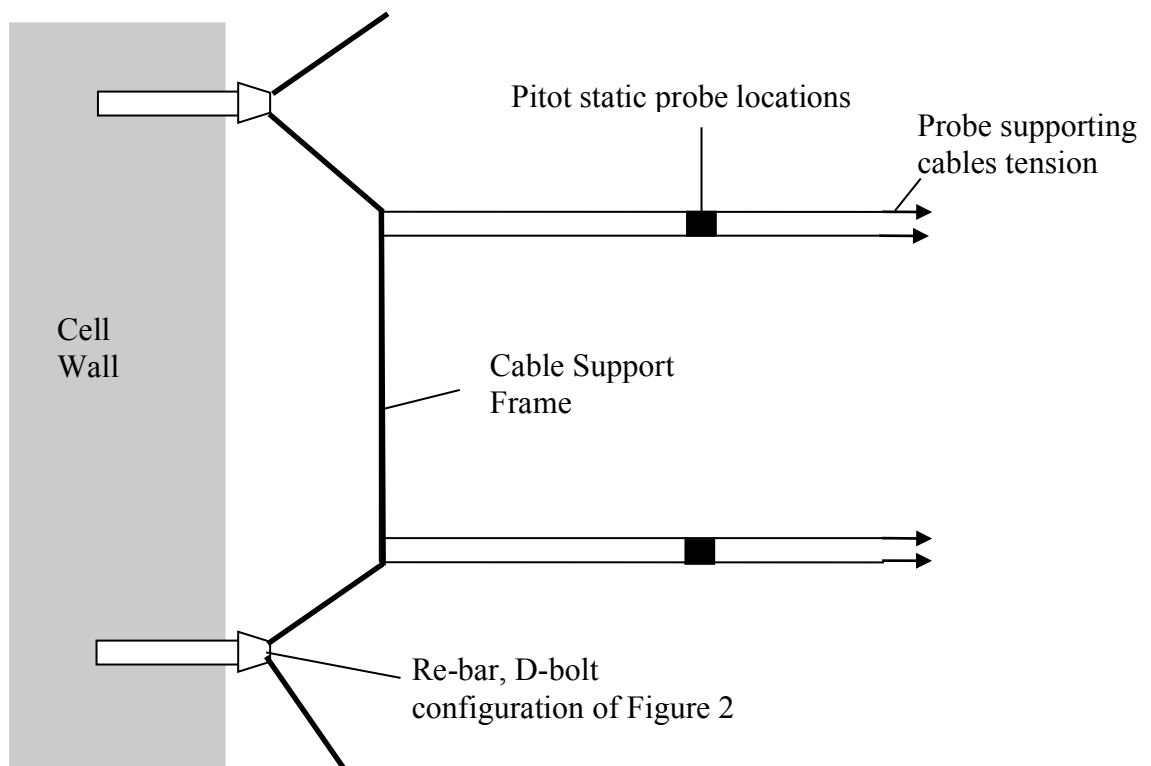 Pitot static probe locations
Probe supporting
cables tension
Cell
Wall
Cable Support
Frame
Re-bar, D-bolt
configuration of Figure 2